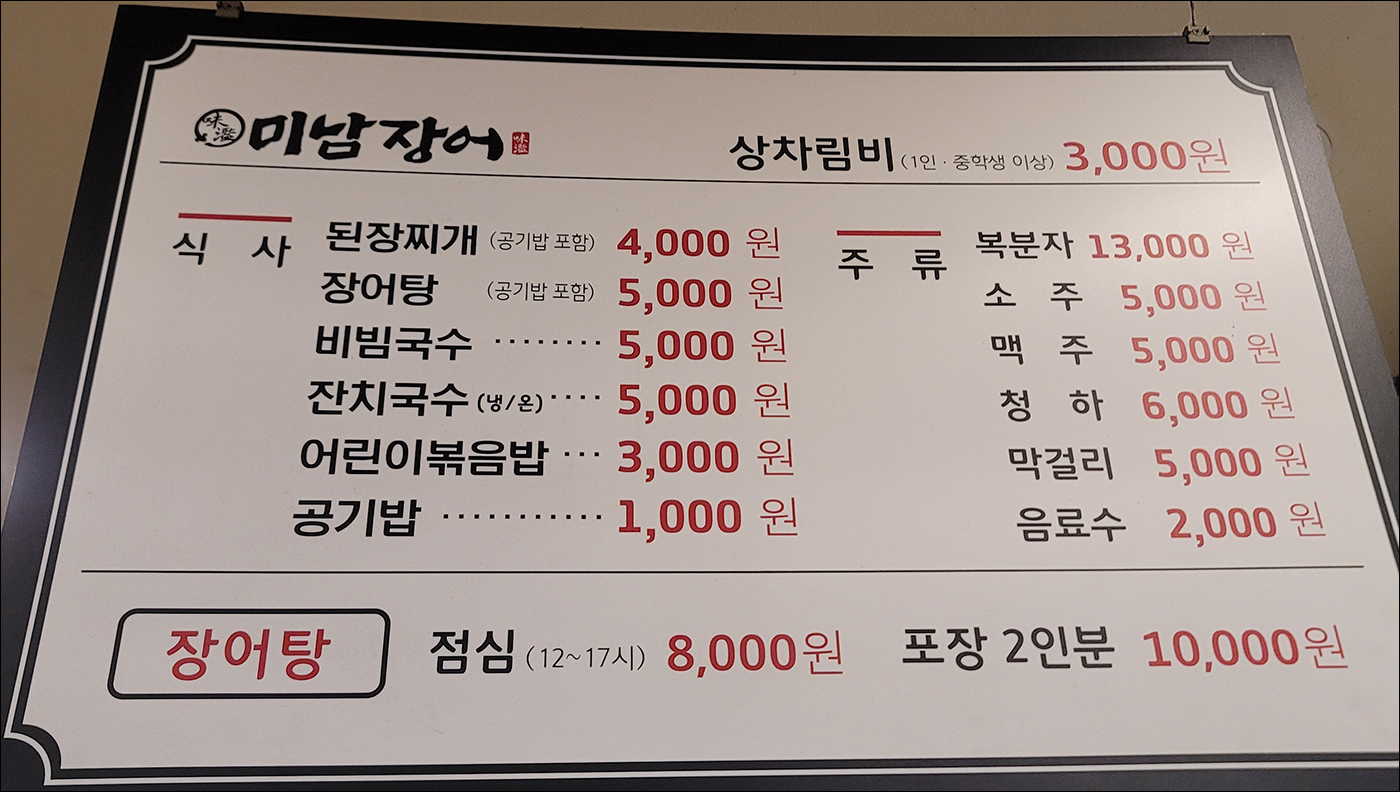 味濫 미남 장어 味濫
상차림비 (1인 · 중학생 이상) 3,000원
식 사
된장찌개 (공기밥 포함) 4,000 원
장어탕 (공기밥 포함) 5,000 원
비빔국수 ········ 5,000 원
잔치국수 (냉/온) ···· 5,000 원
어린이볶음밥 ··· 3,000 원
공기밥 ··········· 1,000 원
주 류
복분자 13,000 원
소 주 5,000 원
맥 주 5,000 원
청 하 6,000 원
막걸리 5,000 원
음료수 2,000 원
장어탕 점심 (12~17시) 8,000원 포장 2인분 10,000원